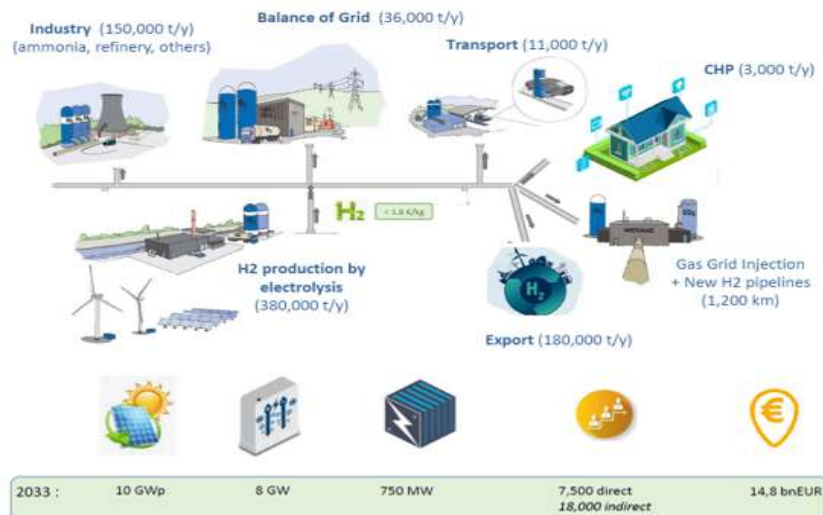 Industry (150,000 t/y)
(ammonia, refinery, others)
Balance of Grid (36,000 t/y)
Transport (11,000 t/y)
CHP (3,000 t/y)
H2
H2 production by
electrolysis
(380,000 t/y)
H2
CO2
Gas Grid Injection
+ New H2 pipelines
(1,200 km)
Export (180,000 t/y)
2033 :
10 GWp
8 GW
750 MW
7,500 direct
18,000 indirect
14,8 bnEUR